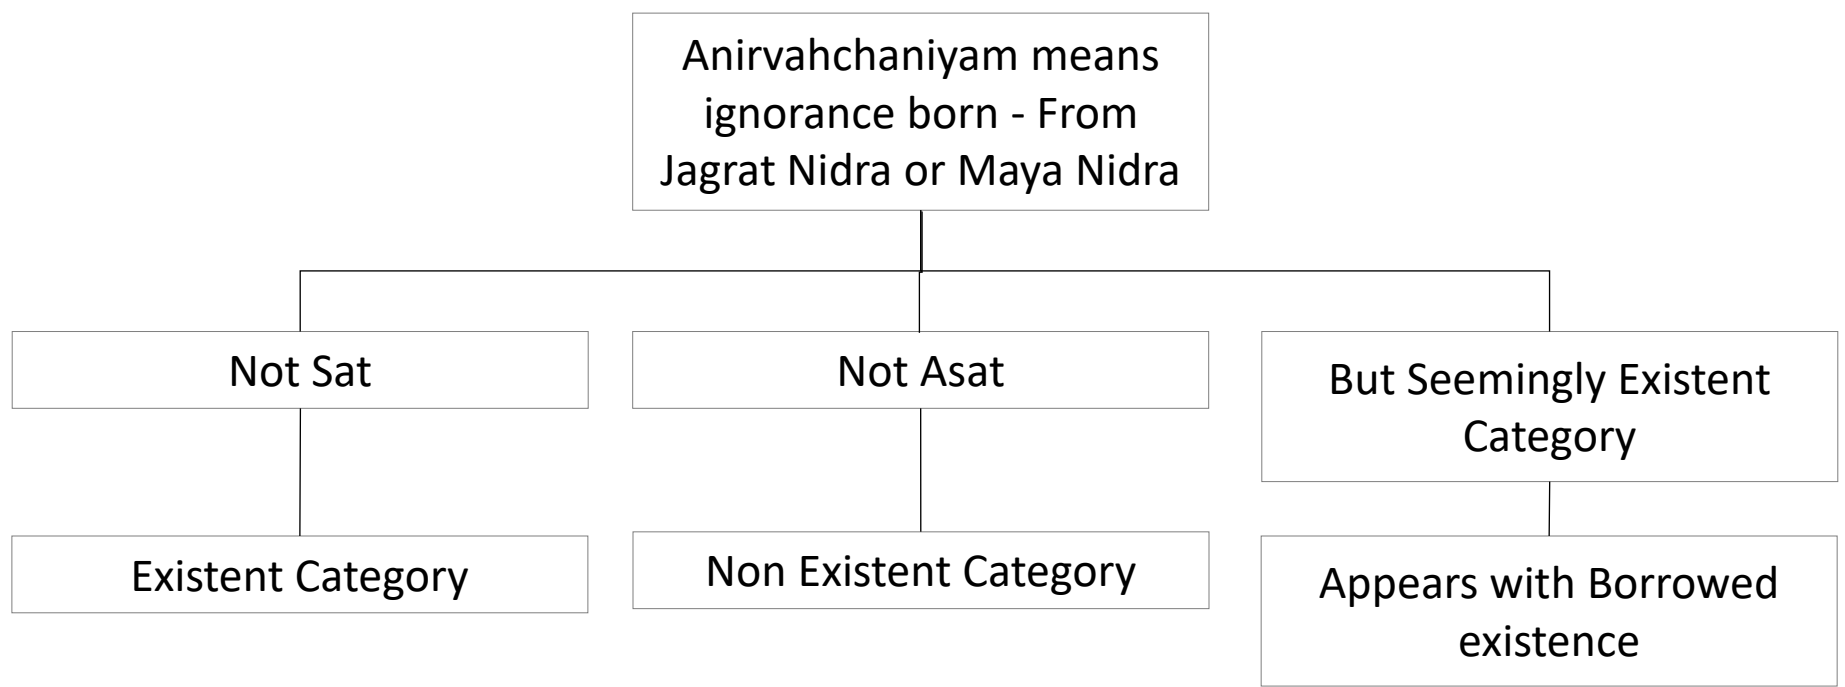 Anirvahchaniyam means
ignorance born - From
Jagrat Nidra or Maya Nidra
Not Sat
Not Asat
But Seemingly Existent
Category
Existent Category
Non Existent Category
Appears with Borrowed
existence